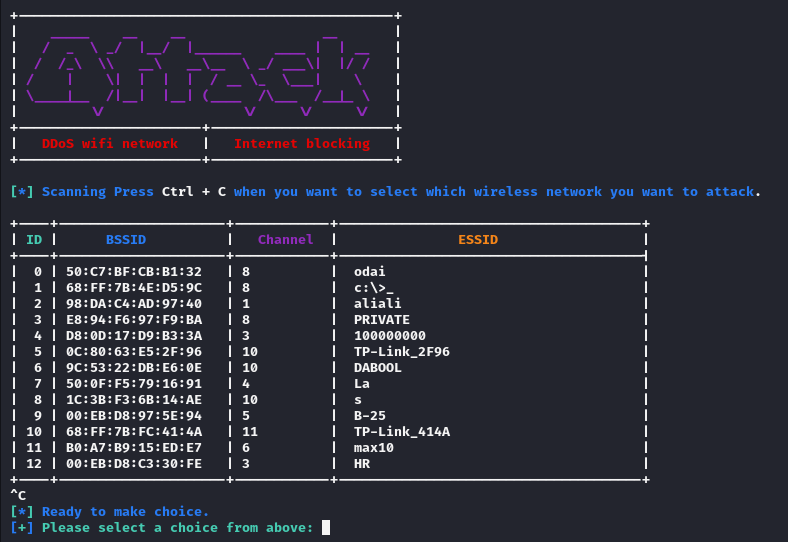 Attack
DDoS wifi network | Internet blocking
[*] Scanning Press Ctrl + C when you want to select which wireless network you want to attack.
| ID | BSSID | Channel | ESSID |
| 0 | 50:C7:BF:CB:B1:32 | 8 | odai |
| 1 | 68:FF:7B:4E:D5:9C | 8 | c:\>_ |
| 2 | 98:DA:C4:AD:97:40 | 1 | aliali |
| 3 | E8:94:F6:97:F9:BA | 8 | PRIVATE |
| 4 | D8:0D:17:D9:B3:3A | 3 | 100000000 |
| 5 | 0C:80:63:E5:2F:96 | 10 | TP-Link_2F96 |
| 6 | 9C:53:22:DB:E6:0E | 10 | DABOOL |
| 7 | 50:0F:F5:79:16:91 | 4 | La |
| 8 | 1C:3B:F3:6B:14:AE | 10 | s |
| 9 | 00:EB:D8:97:5E:94 | 5 | B-25 |
| 10 | 68:FF:7B:FC:41:4A | 11 | TP-Link_414A |
| 11 | B0:A7:B9:15:ED:E7 | 6 | max10 |
| 12 | 00:EB:D8:C3:30:FE | 3 | HR |
^C
[*] Ready to make choice.
[+] Please select a choice from above: